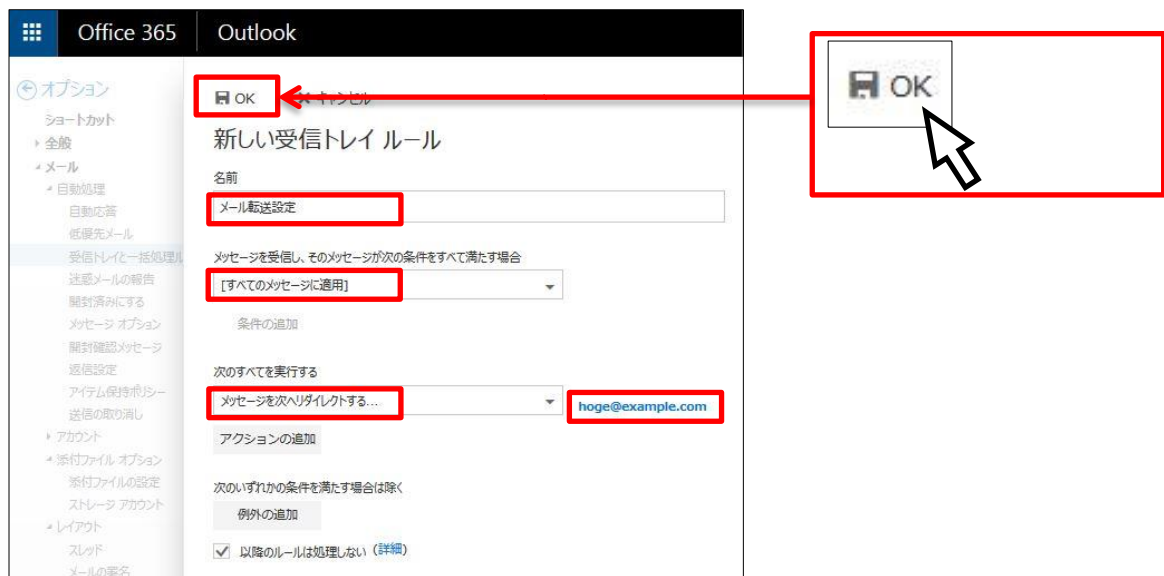 Office 365 Outlook
オプション
ショートカット
全般
メール
自動処理
自動応答
低優先メール
受信トレイと一括処理ル
迷惑メールの報告
開封済みにする
メッセージ オプション
開封確認メッセージ
返信設定
アイテム保持ポリシー
送信の取り消し
アカウント
添付ファイル オプション
添付ファイルの設定
ストレージ アカウント
レイアウト
スレッド
メールの署名
OK キャンセル
新しい受信トレイ ルール
名前
メール転送設定
メッセージを受信し、そのメッセージが次の条件をすべて満たす場合
[すべてのメッセージに適用]
条件の追加
次のすべてを実行する
メッセージを次へリダイレクトする...
hoge@example.com
アクションの追加
次のいずれかの条件を満たす場合は除く
例外の追加
以降のルールは処理しない (詳細)
OK